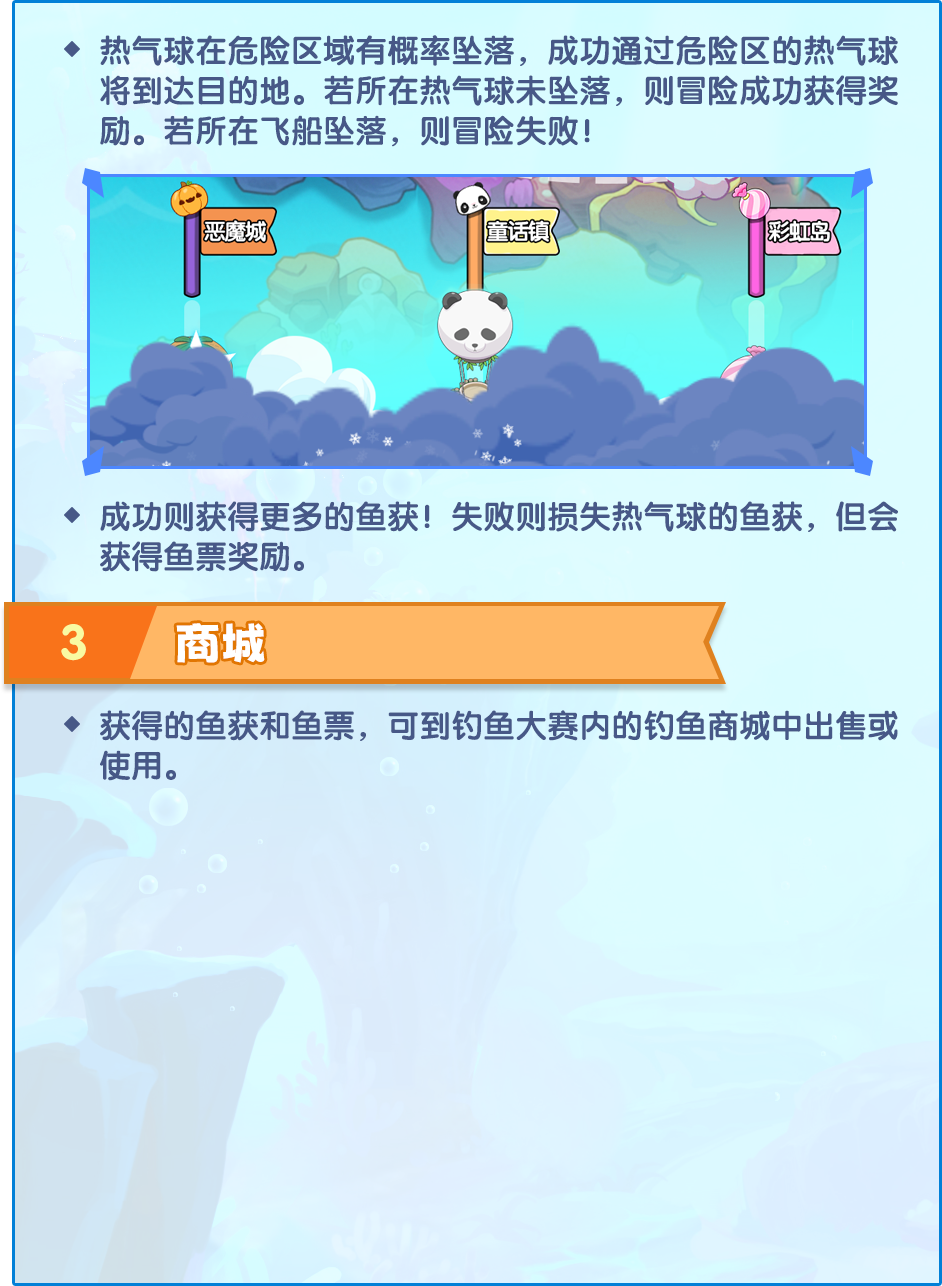 热气球在危险区域有概率坠落，成功通过危险区的热气球
将到达目的地。若所在热气球未坠落，则冒险成功获得奖
励。若所在飞船坠落，则冒险失败！
恶魔城
童话镇
彩虹岛
成功则获得更多的鱼获！失败则损失热气球的鱼获，但会
获得鱼票奖励。
3 商城
获得的鱼获和鱼票，可到钓鱼大赛内的钓鱼商城中出售或
使用。